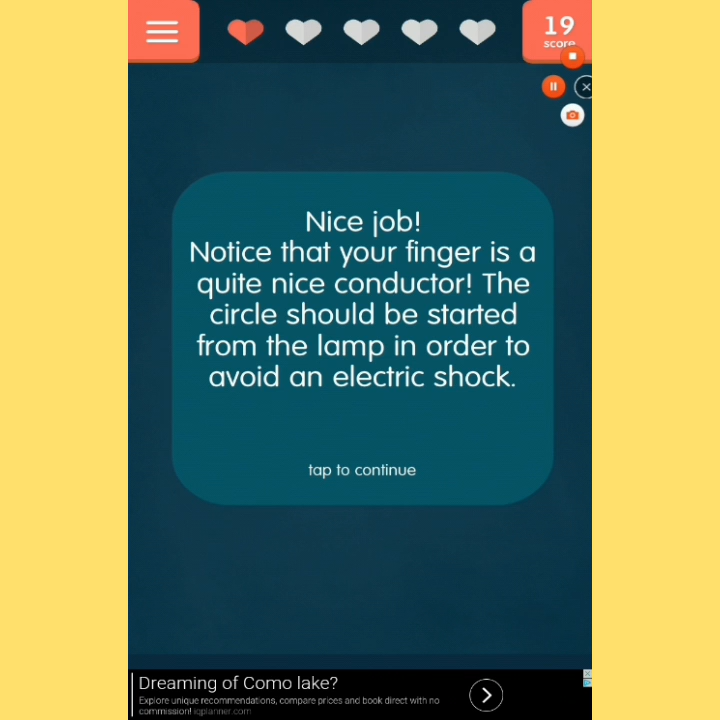 19
score
Nice job!
Notice that your finger is a
quite nice conductor! The
circle should be started
from the lamp in order to
avoid an electric shock.
tap to continue
Dreaming of Como lake?
Explore unique recommendations, compare prices and book direct with no
commission! iqplanner.com